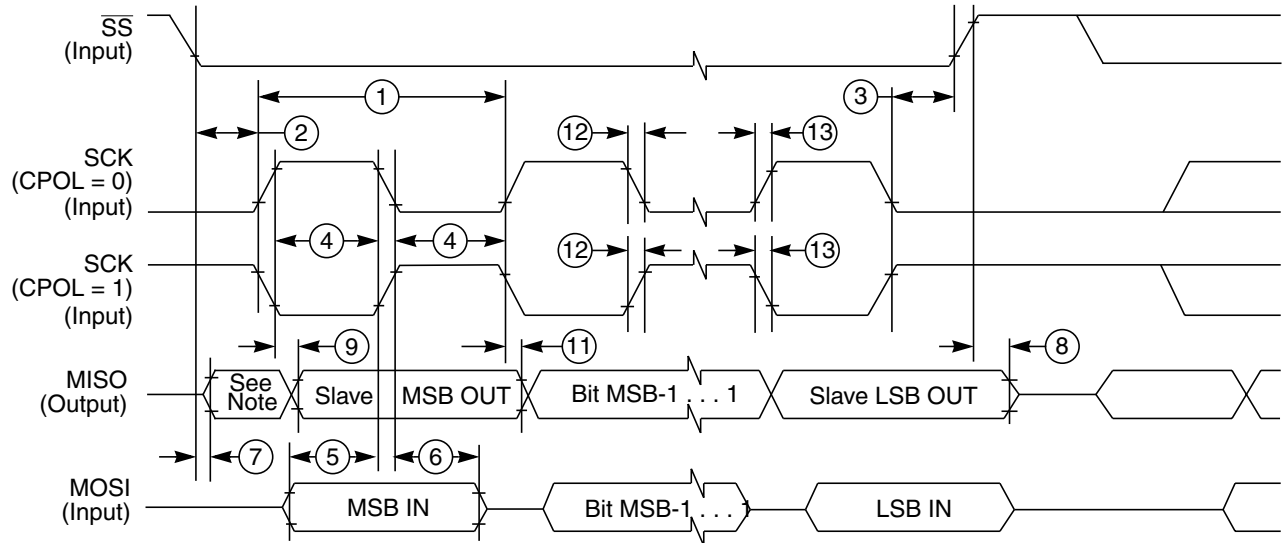 SS
(Input)
1
3
2
12
13
SCK
(CPOL = 0)
(Input)
4
4
12
13
SCK
(CPOL = 1)
(Input)
9
11
8
MISO
(Output)
See
Note
Slave
MSB OUT
Bit MSB-1 . . . 1
Slave LSB OUT
7
5
6
MOSI
(Input)
MSB IN
Bit MSB-1 . . . 1
LSB IN